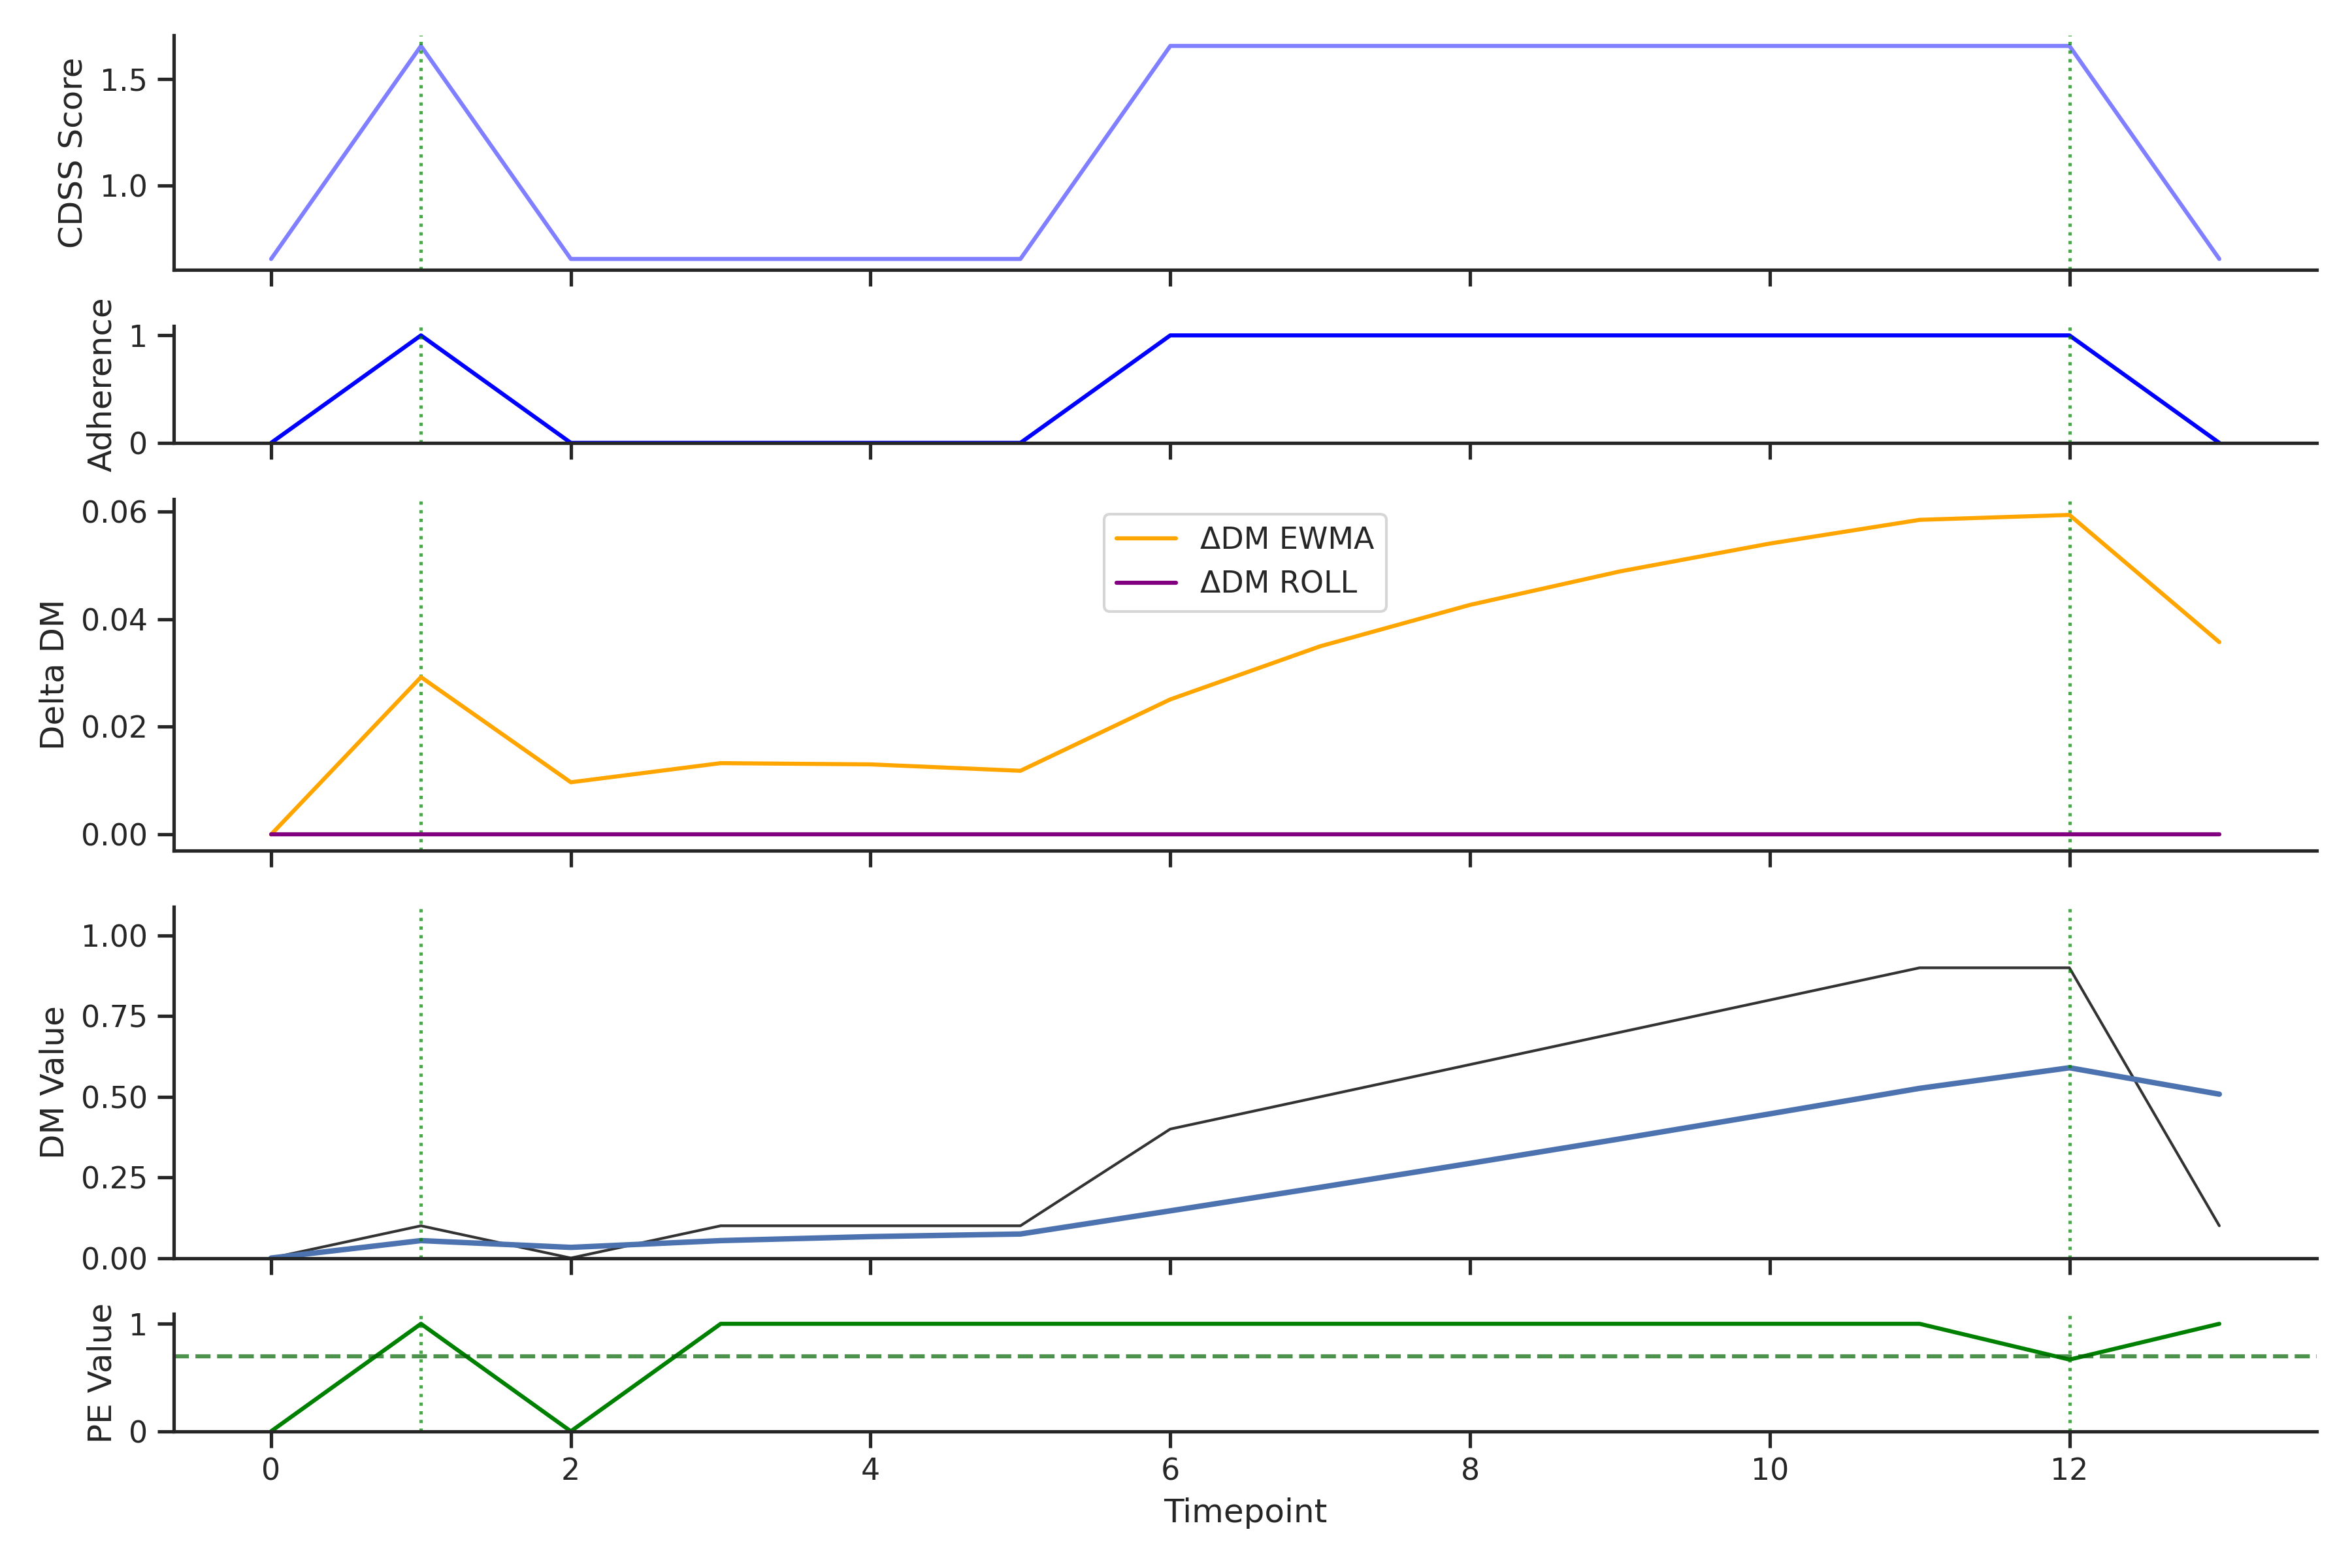 CDSS Score
1.5
1.0
Adherence
1
0
Delta DM
0.06
0.04
0.02
0.00
ΔDM EWMA
ΔDM ROLL
DM Value
1.00
0.75
0.50
0.25
0.00
PE Value
1
0
0 2 4 6 8 10 12
Timepoint